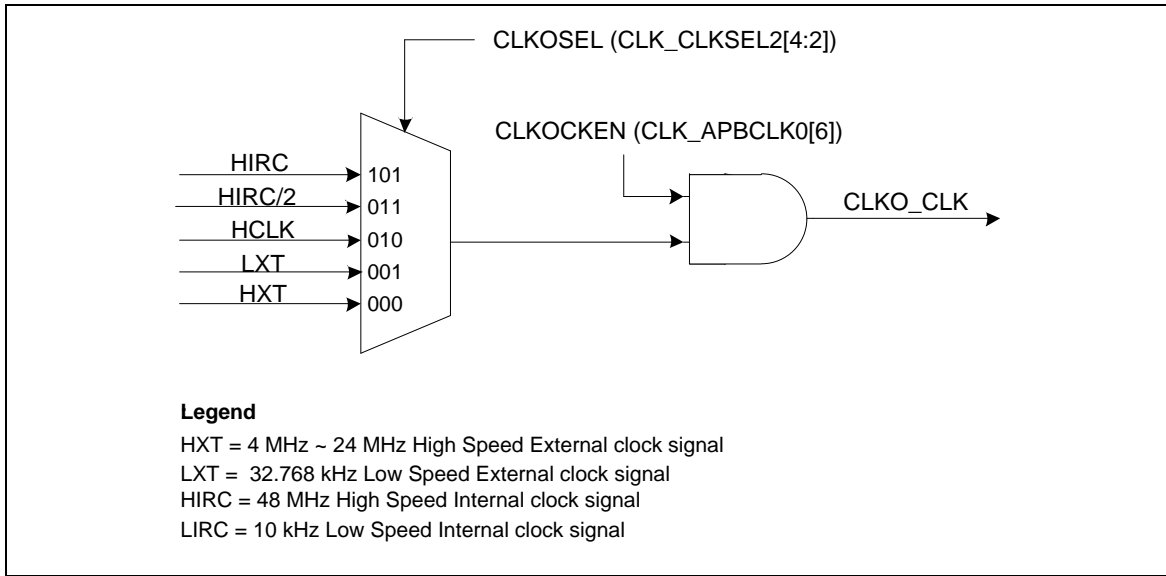 CLKOSEL (CLK_CLKSEL2[4:2])
CLKOCKEN (CLK_APBCLK0[6])
HIRC
101
HIRC/2
011
HCLK
010
LXT
001
HXT
000
CLKO_CLK
Legend
HXT = 4 MHz ~ 24 MHz High Speed External clock signal
LXT = 32.768 kHz Low Speed External clock signal
HIRC = 48 MHz High Speed Internal clock signal
LIRC = 10 kHz Low Speed Internal clock signal